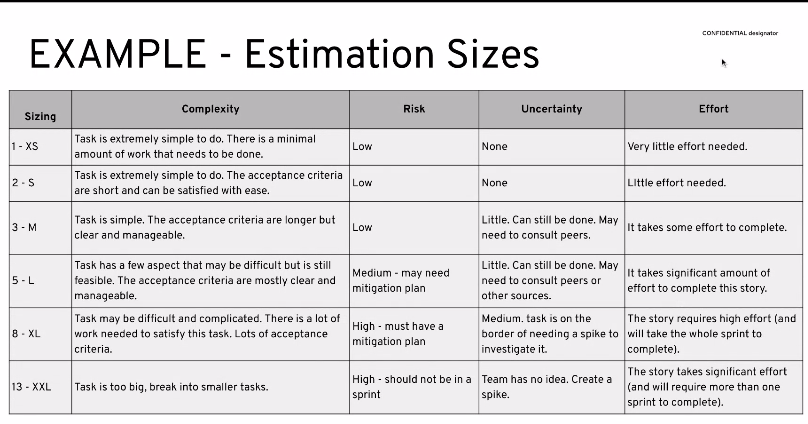 CONFIDENTIAL designator
EXAMPLE - Estimation Sizes
Sizing
Complexity
Risk
Uncertainty
Effort
1 - XS
Task is extremely simple to do. There is a minimal
amount of work that needs to be done.
Low
None
Very little effort needed.
2 - S
Task is extremely simple to do. The acceptance criteria
are short and can be satisfied with ease.
Low
None
LIttle effort needed.
3 - M
Task is simple. The acceptance criteria are longer but
clear and manageable.
Low
Little. Can still be done. May
need to consult peers.
It takes some effort to complete.
5 - L
Task has a few aspect that may be difficult but is still
feasible. The acceptance criteria are mostly clear and
manageable.
Medium - may need
mitigation plan
Little. Can still be done. May
need to consult peers or
other sources.
It takes significant amount of
effort to complete this story.
8 - XL
Task may be difficult and complicated. There is a lot of
work needed to satisfy this task. Lots of acceptance
criteria.
High - must have a
mitigation plan
Medium. task is on the
border of needing a spike to
investigate it.
The story requires high effort (and
will take the whole sprint to
complete).
13 - XXL
Task is too big, break into smaller tasks.
High - should not be in a
sprint
Team has no idea. Create a
spike.
The story takes significant effort
(and will require more than one
sprint to complete).